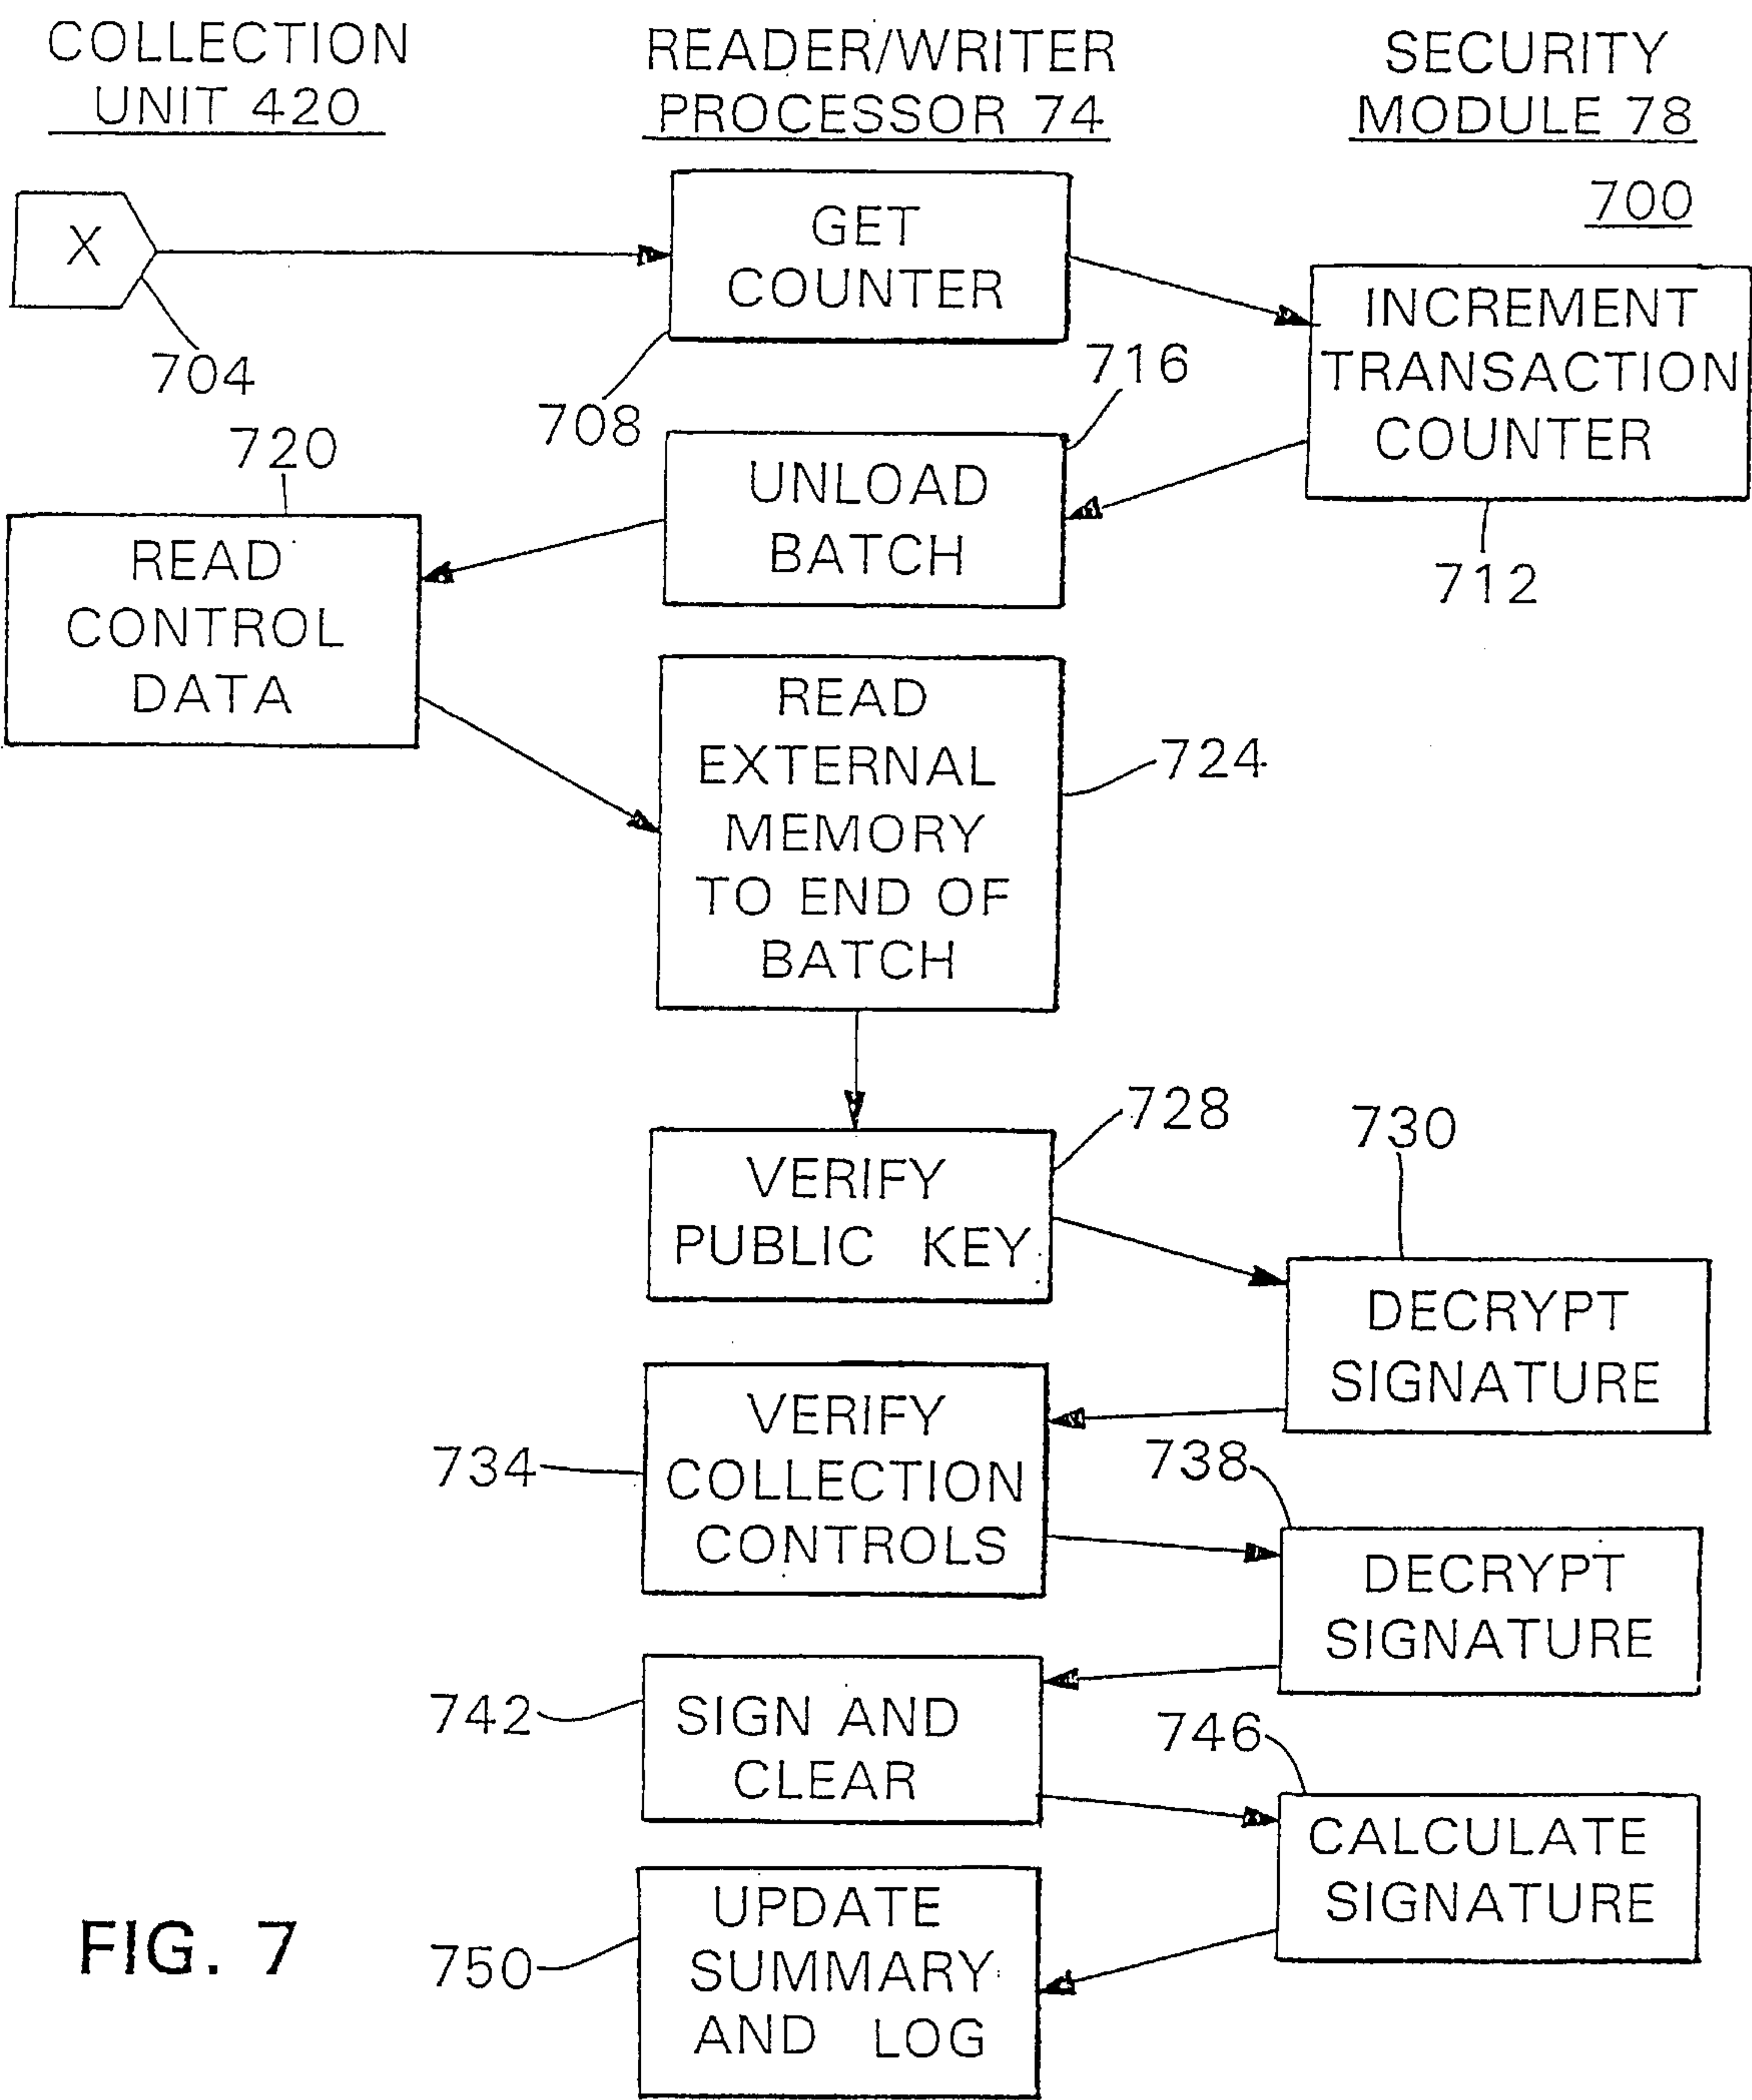 COLLECTION
UNIT 420
READER/WRITER
PROCESSOR 74
SECURITY
MODULE 78
700
X
704
GET
COUNTER
708
INCREMENT
TRANSACTION
COUNTER
712
716
UNLOAD
BATCH
720
READ
CONTROL
DATA
READ
EXTERNAL
MEMORY
TO END OF
BATCH
724
728
VERIFY
PUBLIC KEY
730
DECRYPT
SIGNATURE
734
VERIFY
COLLECTION
CONTROLS
738
DECRYPT
SIGNATURE
742
SIGN AND
CLEAR
746
CALCULATE
SIGNATURE
750
UPDATE
SUMMARY
AND LOG
FIG. 7